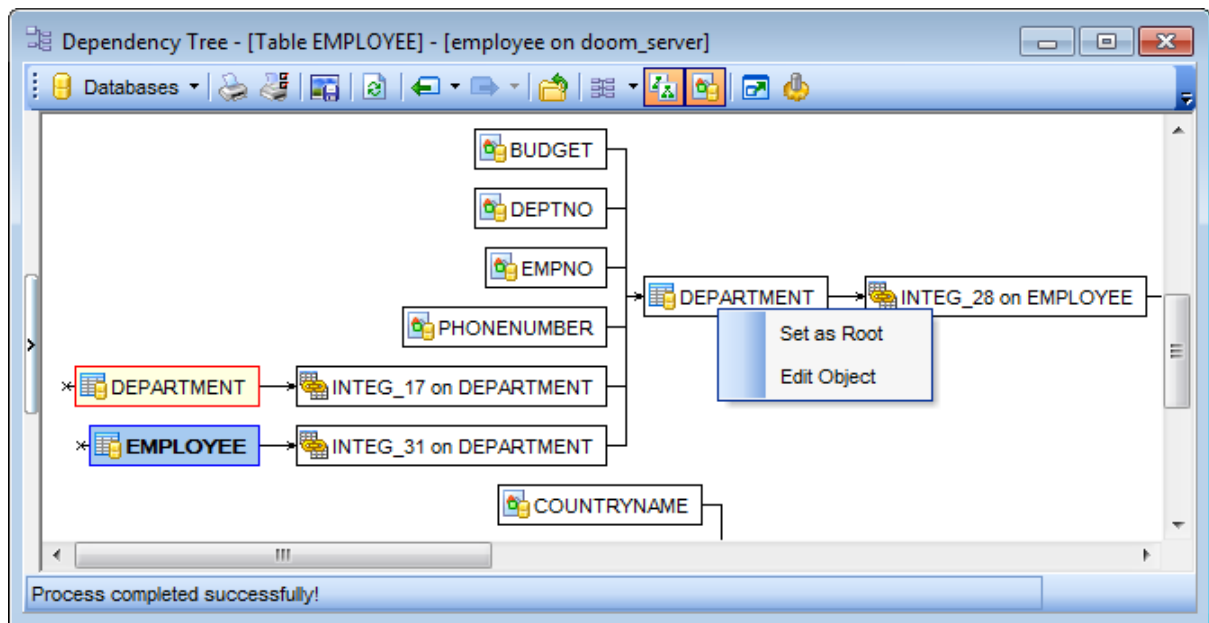 Dependency Tree - [Table EMPLOYEE] - [employee on doom_server]
Databases
BUDGET
DEPTNO
EMPNO
DEPARTMENT
INTEG_28 on EMPLOYEE
PHONENUMBER
Set as Root
Edit Object
DEPARTMENT
INTEG_17 on DEPARTMENT
EMPLOYEE
INTEG_31 on DEPARTMENT
COUNTRYNAME
Process completed successfully!